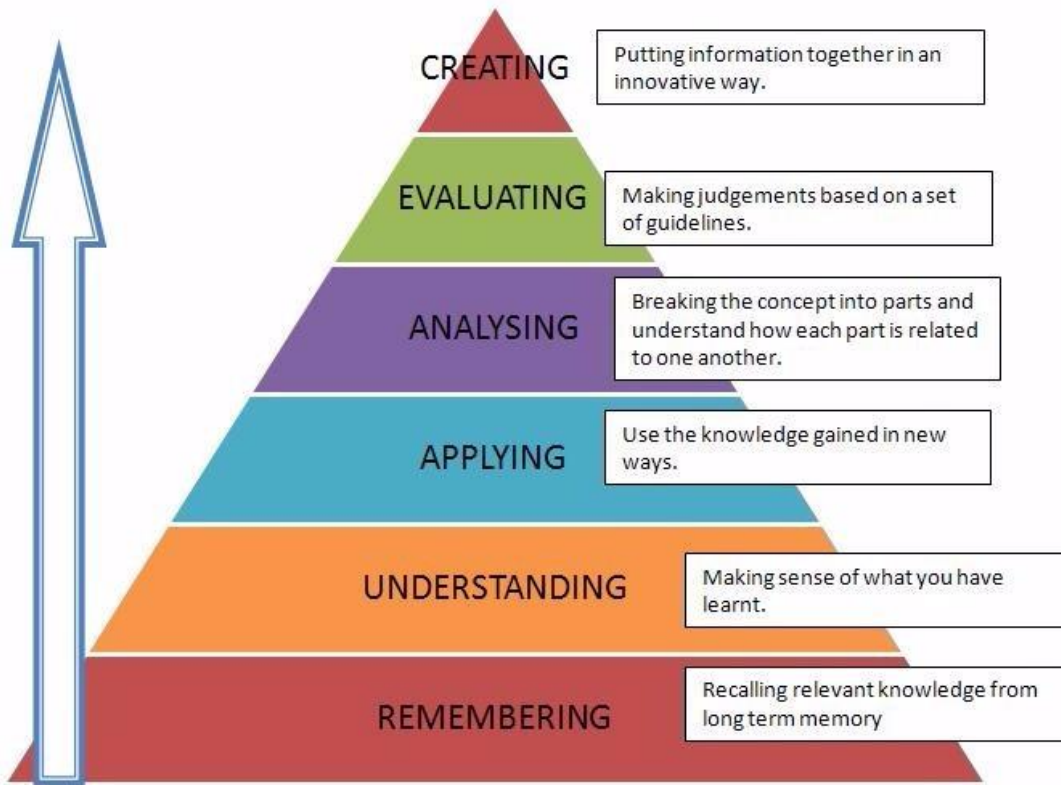 CREATING
Putting information together in an
innovative way.
EVALUATING
Making judgements based on a set
of guidelines.
ANALYSING
Breaking the concept into parts and
understand how each part is related
to one another.
APPLYING
Use the knowledge gained in new
ways.
UNDERSTANDING
Making sense of what you have
learnt.
REMEMBERING
Recalling relevant knowledge from
long term memory